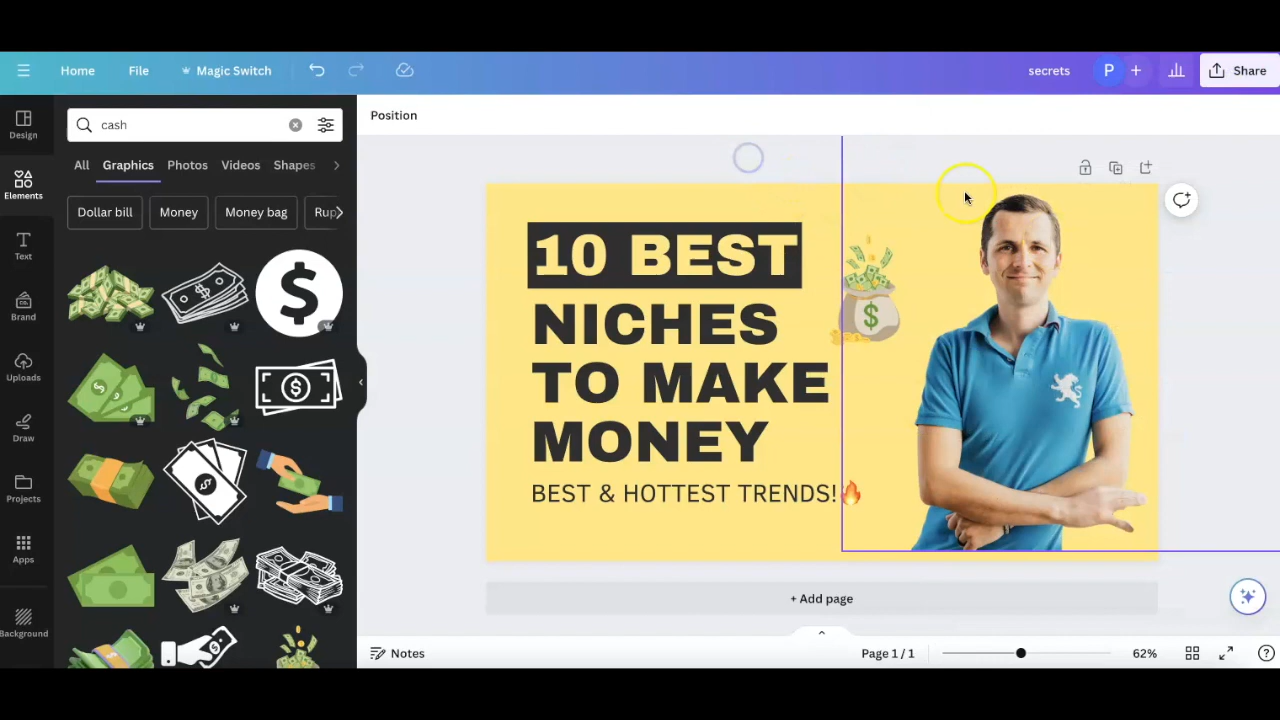 Home File Magic Switch secrets P + Share
Design
Elements
Text
Brand
Uploads
Draw
Projects
Apps
Background
cash
All Graphics Photos Videos Shapes
Dollar bill Money Money bag Rup
Position
10 BEST
NICHES
TO MAKE
MONEY
BEST & HOTTEST TRENDS!🔥
+ Add page
Notes Page 1 / 1 62%